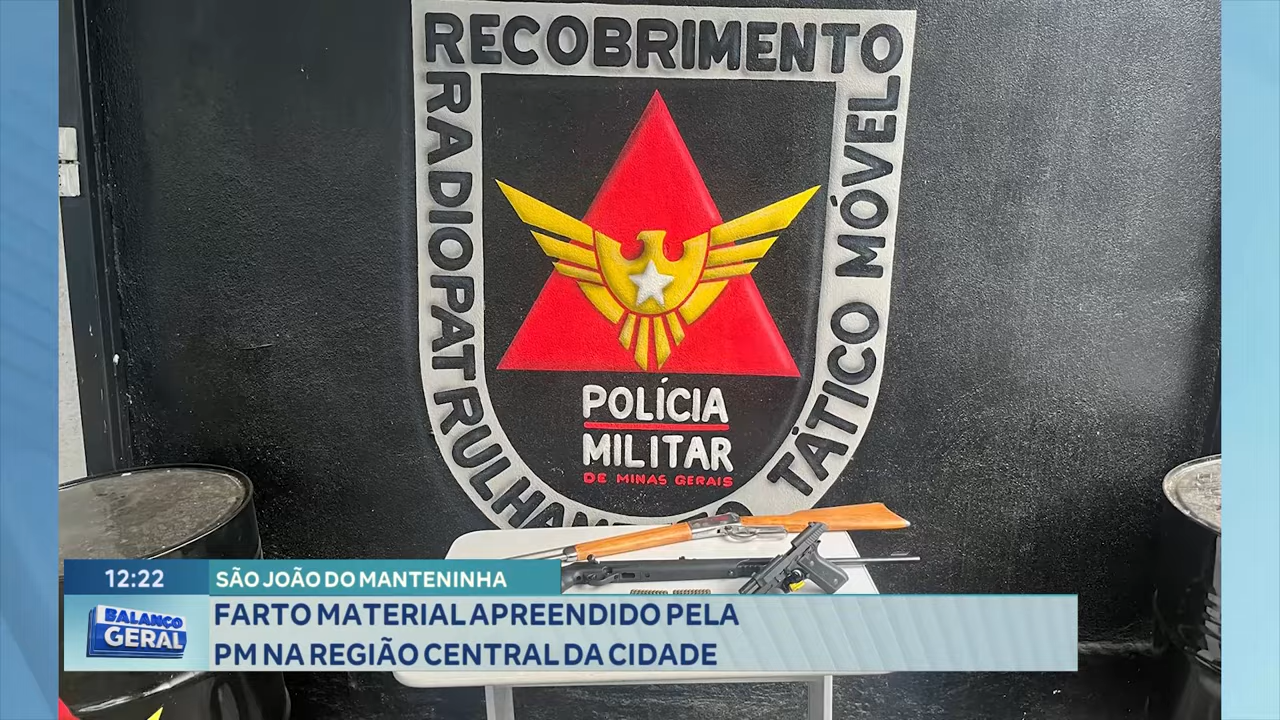 RECOBRIMENTO
RADIOPATRULHAMENTO TÁTICO MÓVEL
POLÍCIA
MILITAR
DE MINAS GERAIS
12:22
SÃO JOÃO DO MANTENINHA
BALANÇO
GERAL
FARTO MATERIAL APREENDIDO PELA
PM NA REGIÃO CENTRAL DA CIDADE